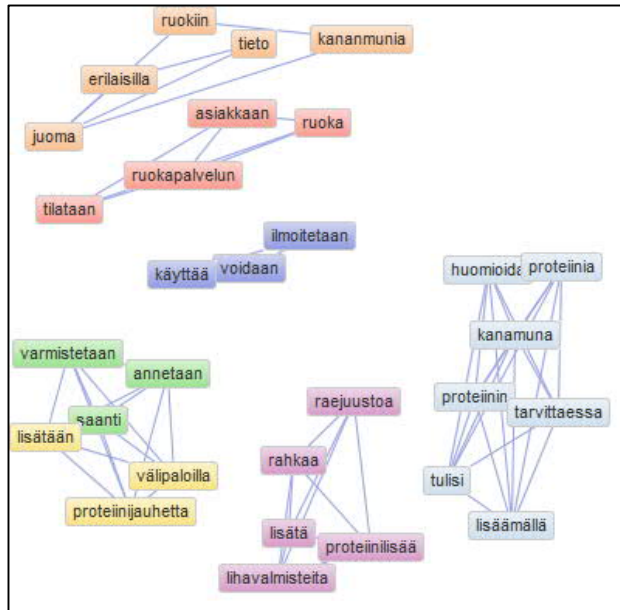 ruokiin
tieto
kananmunia
erilaisilla
juoma
asiakkaan
ruoka
ruokapalvelun
tilataan
ilmoitetaan
käyttää
voidaan
huomioida
proteiinia
kanamuna
proteiinin
tarvittaessa
tulisi
lisäämällä
varmistetaan
annetaan
saanti
lisätään
välipaloilla
proteiinijauhetta
raejuustoa
rahkaa
lisätä
proteiinilisää
lihavalmisteita